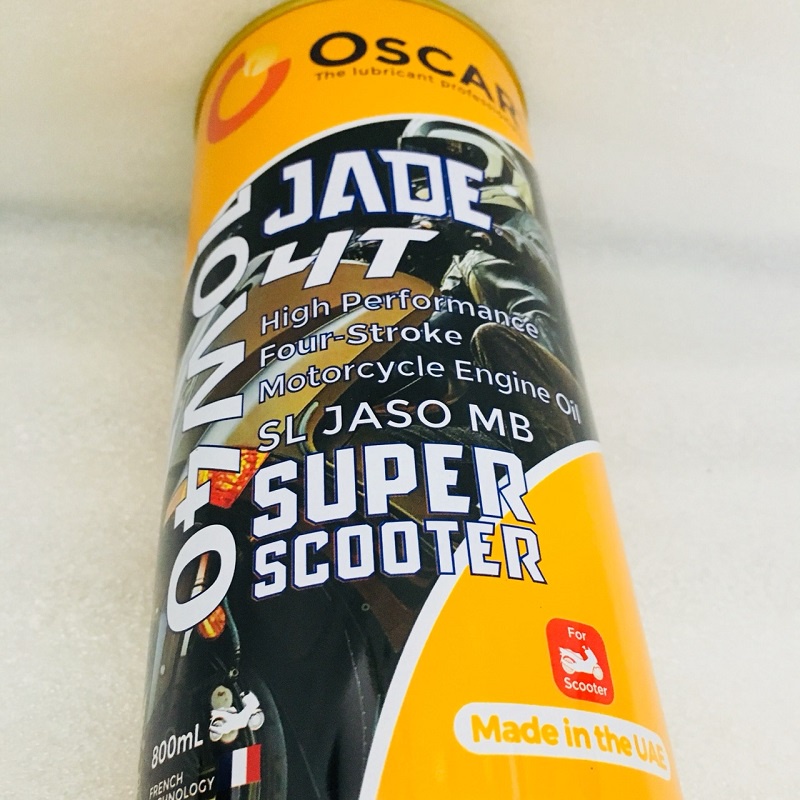 OSCAR
The lubricant
JADE
4T
High Performance
Four-Stroke
Motorcycle Engine Oil
SL JASO MB
SUPER
SCOOTER
10W40
For
Scooter
Made in the UAE
800mL
FRENCH